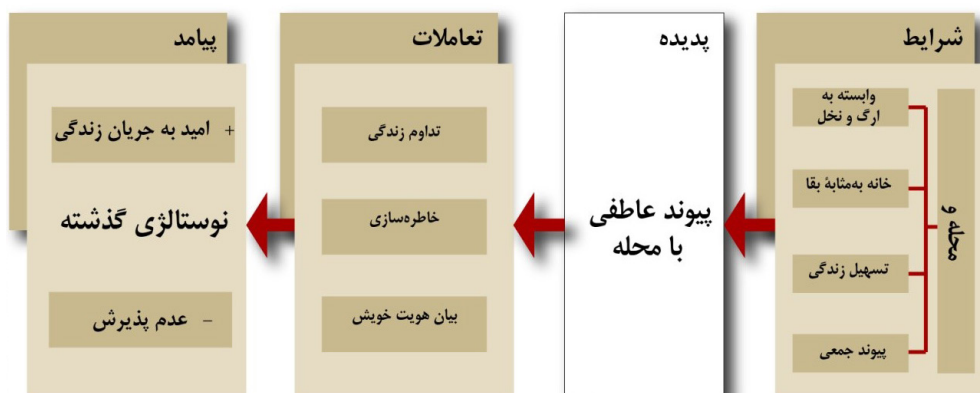 شرایط
محله و
وابسته به
ارگ و نخل
خانه به‌مثابهٔ بقا
تسهیل زندگی
پیوند جمعی
پدیده
پیوند عاطفی
با محله
تعاملات
تداوم زندگی
خاطره‌سازی
بیان هویت خویش
پیامد
+ امید به جریان زندگی
نوستالژی گذشته
− عدم پذیرش